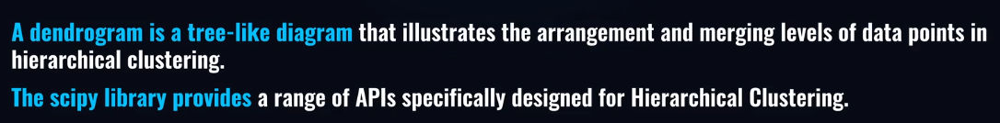 A dendrogram is a tree-like diagram that illustrates the arrangement and merging levels of data points in
hierarchical clustering.
The scipy library provides a range of APIs specifically designed for Hierarchical Clustering.